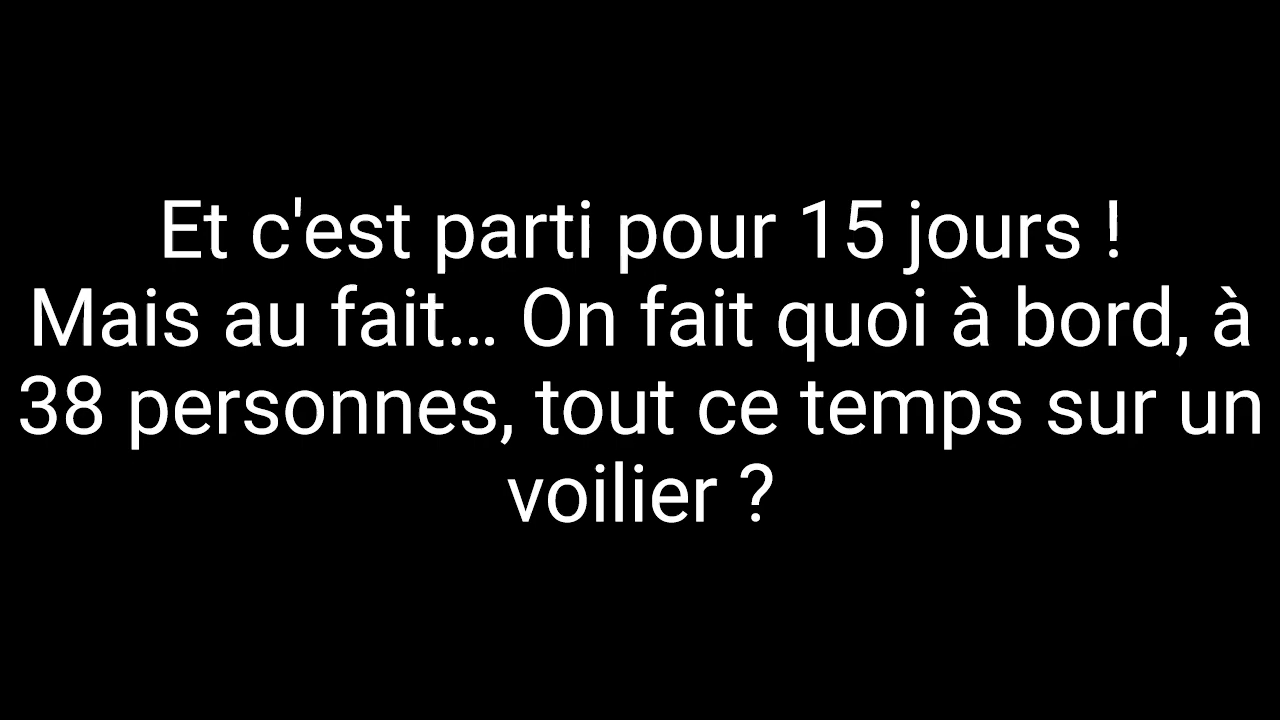 Et c'est parti pour 15 jours !
Mais au fait… On fait quoi à bord, à
38 personnes, tout ce temps sur un
voilier ?